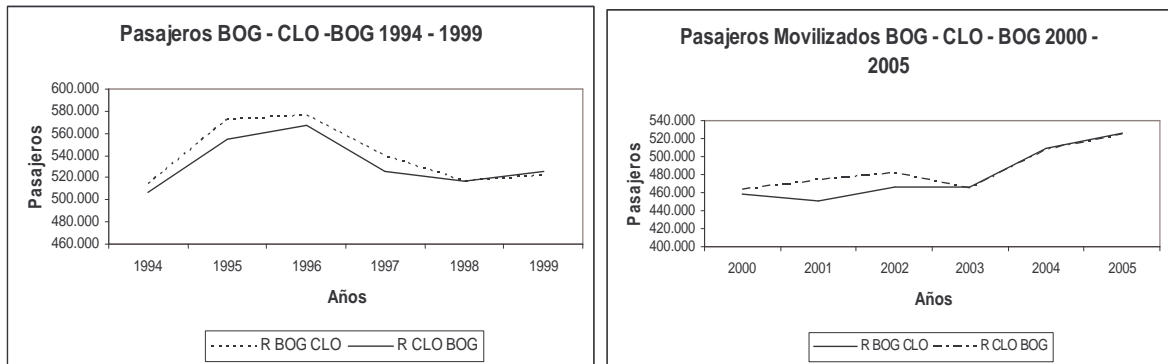 Pasajeros BOG - CLO -BOG 1994 - 1999
600.000
580.000
560.000
540.000
520.000
500.000
480.000
460.000
Pasajeros
1994 1995 1996 1997 1998 1999
Años
R BOG CLO R CLO BOG
Pasajeros Movilizados BOG - CLO - BOG 2000 -
2005
540.000
520.000
500.000
480.000
460.000
440.000
420.000
400.000
Pasajeros
2000 2001 2002 2003 2004 2005
Años
R BOG CLO R CLO BOG